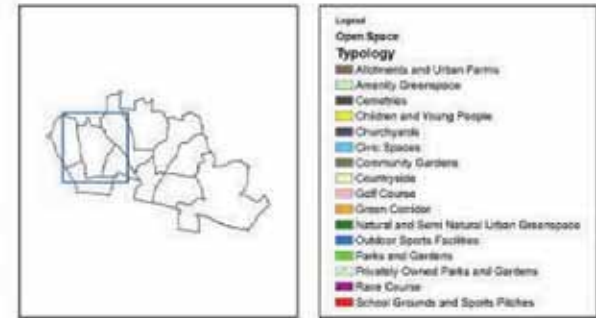 Legend
Open Space
Typology
Allotments and Urban Farms
Amenity Greenspace
Cemetries
Children and Young People
Churchyards
Civic Spaces
Community Gardens
Countryside
Golf Course
Green Corridor
Natural and Semi Natural Urban Greenspace
Outdoor Sports Facilities
Parks and Gardens
Privately Owned Parks and Gardens
Race Course
School Grounds and Sports Pitches